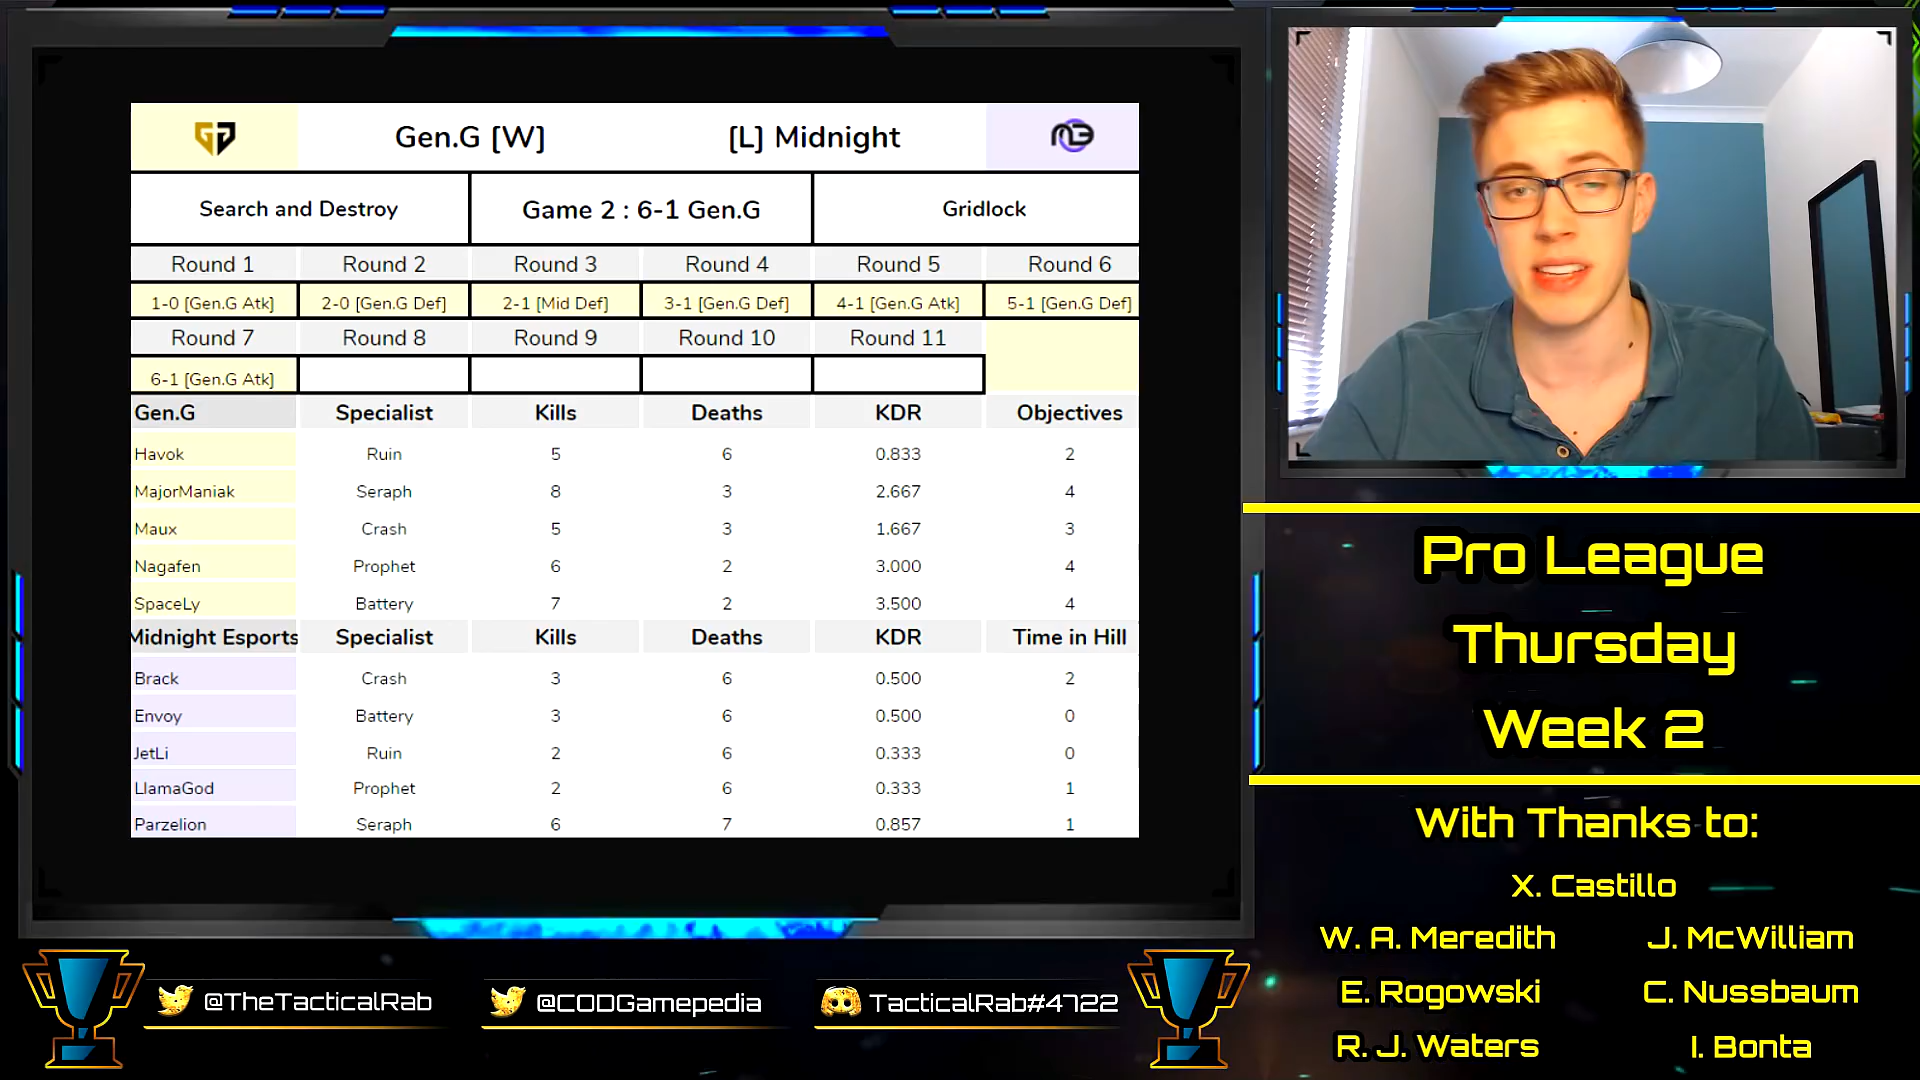 Gen.G [W] [L] Midnight
Search and Destroy Game 2 : 6-1 Gen.G Gridlock
Round 1 Round 2 Round 3 Round 4 Round 5 Round 6
1-0 [Gen.G Atk] 2-0 [Gen.G Def] 2-1 [Mid Def] 3-1 [Gen.G Def] 4-1 [Gen.G Atk] 5-1 [Gen.G Def]
Round 7 Round 8 Round 9 Round 10 Round 11
6-1 [Gen.G Atk]
Gen.G Specialist Kills Deaths KDR Objectives
Havok Ruin 5 6 0.833 2
MajorManiak Seraph 8 3 2.667 4
Maux Crash 5 3 1.667 3
Nagafen Prophet 6 2 3.000 4
SpaceLy Battery 7 2 3.500 4
Midnight Esports Specialist Kills Deaths KDR Time in Hill
Brack Crash 3 6 0.500 2
Envoy Battery 3 6 0.500 0
JetLi Ruin 2 6 0.333 0
LlamaGod Prophet 2 6 0.333 1
Parzelion Seraph 6 7 0.857 1
Pro League
Thursday
Week 2
With Thanks to:
X. Castillo
W. A. Meredith J. McWilliam
E. Rogowski C. Nussbaum
R. J. Waters I. Bonta
@TheTacticalRab @CODGamepedia TacticalRab#4722